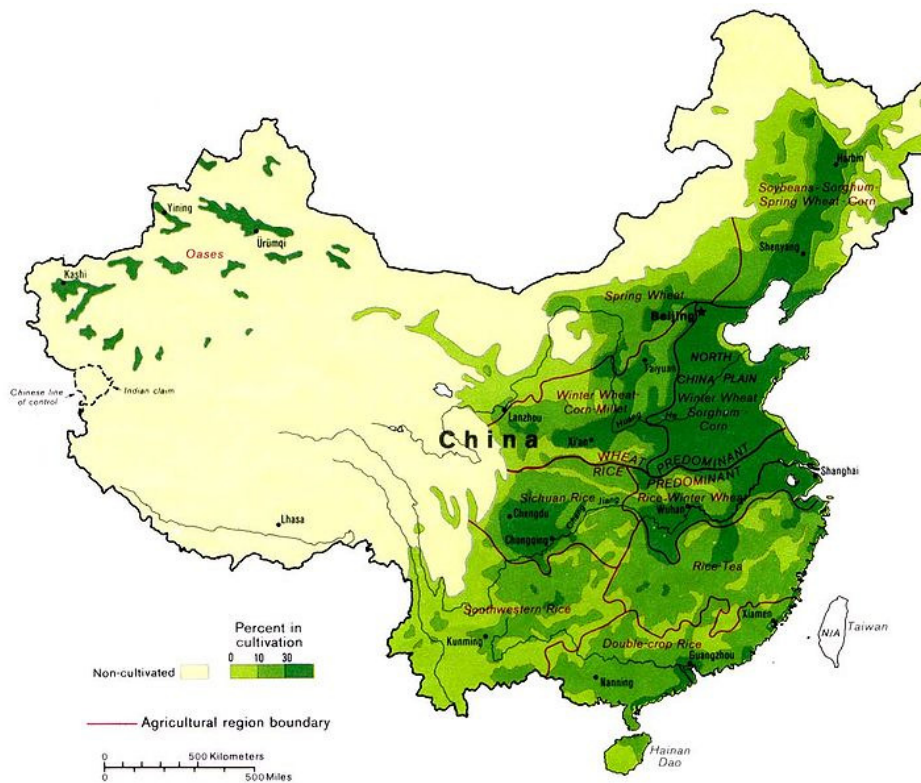 Harbin
Soybeans-Sorghum-
Spring Wheat-Corn
Shenyang
Yining
Ürümqi
Oases
Kashi
Spring Wheat
Beijing
Chinese line
of control
Indian claim
Taiyuan
NORTH
CHINA PLAIN
Winter Wheat
Sorghum-
Corn
Winter Wheat-
Corn-Millet
Lanzhou
Huang
He
China
Xi'an
WHEAT PREDOMINANT
RICE PREDOMINANT
Shanghai
Sichuan Rice
Rice-Winter Wheat
Wuhan
Chengdu
Chang Jiang
Chongqing
Lhasa
Rice-Tea
Southwestern Rice
Xiamen
Taiwan
N/A
Kunming
Double-crop Rice
Guangzhou
Nanning
Hainan
Dao
Percent in
cultivation
0 10 30
Non-cultivated
Agricultural region boundary
0 500 Kilometers
0 500 Miles